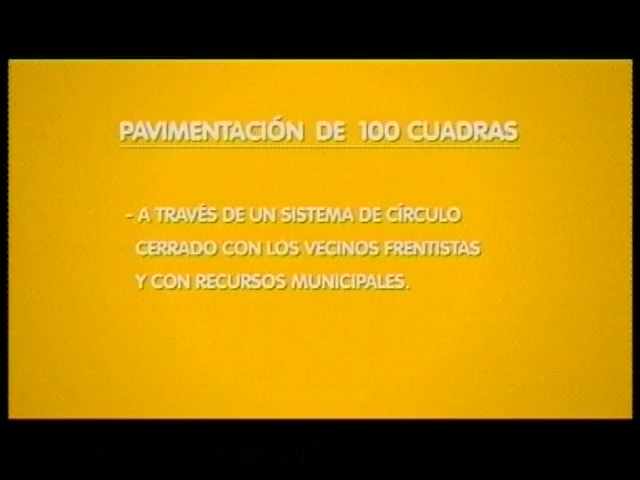 PAVIMENTACIÓN DE 100 CUADRAS
- A TRAVÉS DE UN SISTEMA DE CÍRCULO
CERRADO CON LOS VECINOS FRENTISTAS
Y CON RECURSOS MUNICIPALES.